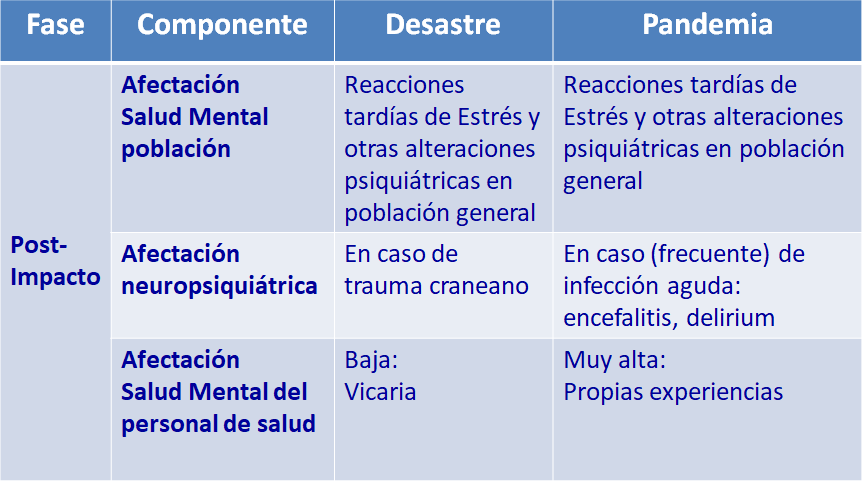 Fase Componente Desastre Pandemia
Post-
Impacto
Afectación
Salud Mental
población
Reacciones
tardías de Estrés y
otras alteraciones
psiquiátricas en
población general
Reacciones tardías de
Estrés y otras alteraciones
psiquiátricas en población
general
Afectación
neuropsiquiátrica
En caso de
trauma craneano
En caso (frecuente) de
infección aguda:
encefalitis, delirium
Afectación
Salud Mental del
personal de salud
Baja:
Vicaria
Muy alta:
Propias experiencias